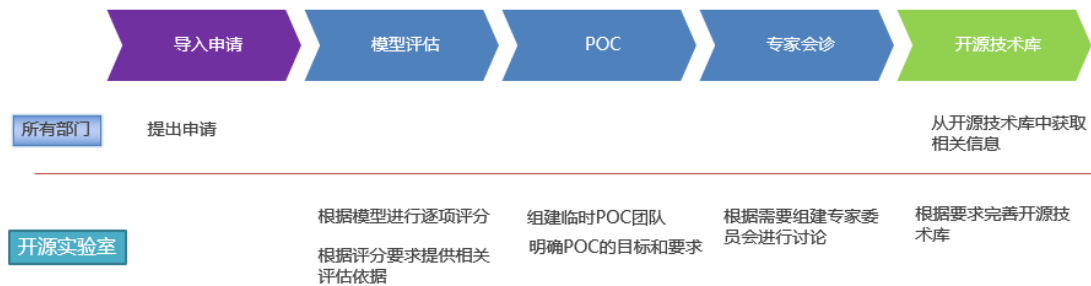 导入申请
模型评估
POC
专家会诊
开源技术库
所有部门
提出申请
从开源技术库中获取
相关信息
开源实验室
根据模型进行逐项评分
根据评分要求提供相关
评估依据
组建临时POC团队
明确POC的目标和要求
根据需要组建专家委
员会进行讨论
根据要求完善开源技
术库